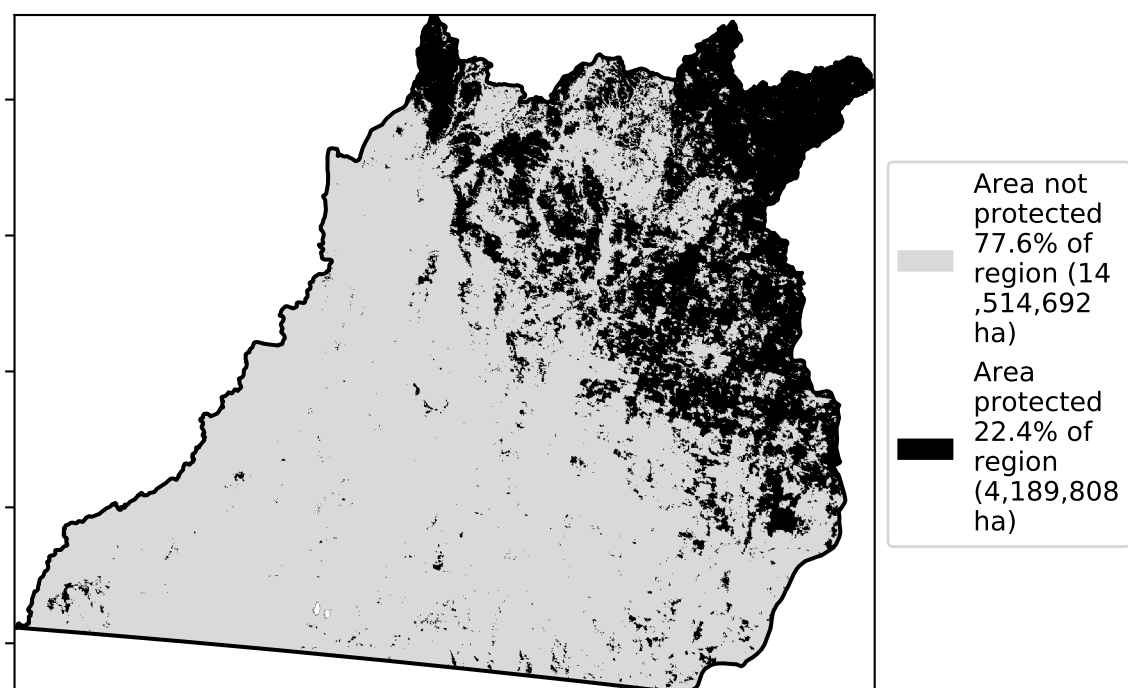 Area not
protected
77.6% of
region (14
,514,692
ha)
Area
protected
22.4% of
region
(4,189,808
ha)